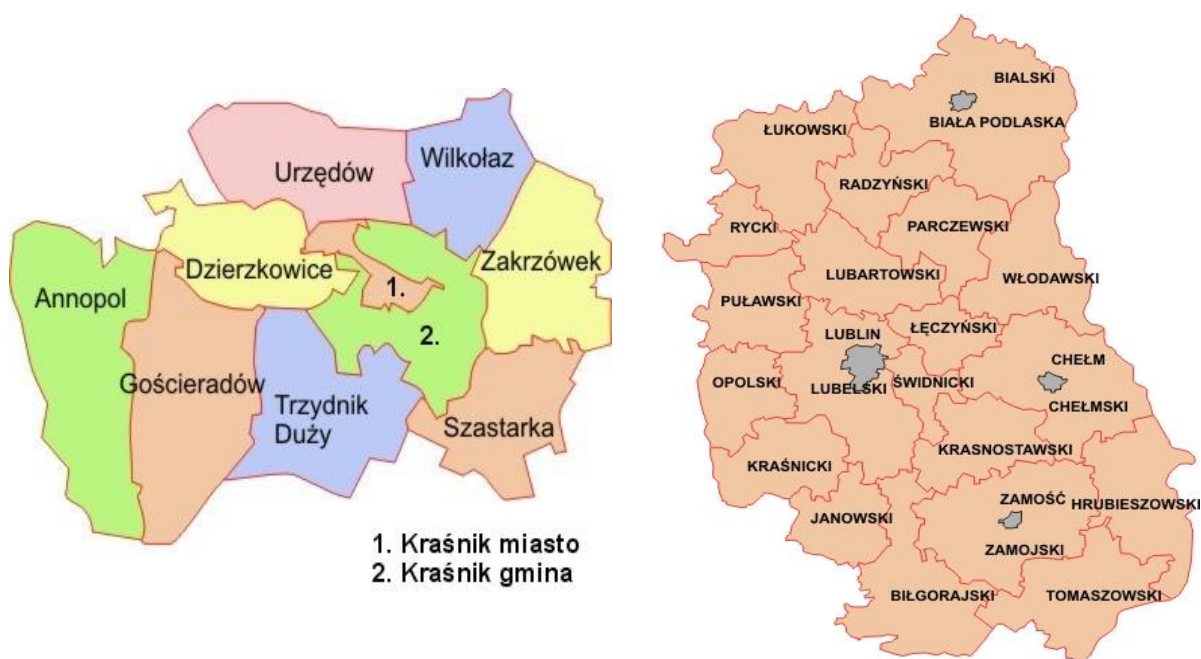 Urzędów
Wilkołaz
Dzierzkowice
Zakrzówek
Annopol
1.
2.
Gościeradów
Trzydnik
Duży
Szastarka
1. Kraśnik miasto
2. Kraśnik gmina
BIALSKI
BIAŁA PODLASKA
ŁUKOWSKI
RADZYŃSKI
RYCKI
PARCZEWSKI
LUBARTOWSKI
WŁODAWSKI
PUŁAWSKI
LUBLIN
ŁĘCZYŃSKI
CHEŁM
OPOLSKI
LUBELSKI
ŚWIDNICKI
CHEŁMSKI
KRASNOSTAWSKI
KRAŚNICKI
ZAMOŚĆ
HRUBIESZOWSKI
JANOWSKI
ZAMOJSKI
BIŁGORAJSKI
TOMASZOWSKI